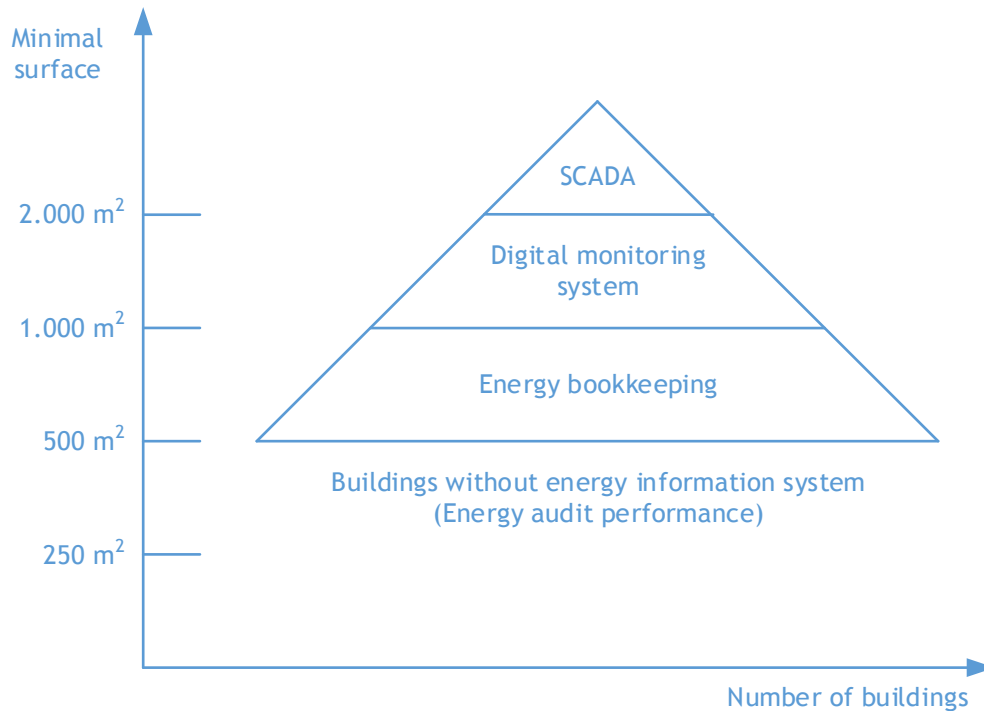 Minimal
surface
SCADA
2.000 m²
Digital monitoring
system
1.000 m²
Energy bookkeeping
500 m²
Buildings without energy information system
(Energy audit performance)
250 m²
Number of buildings